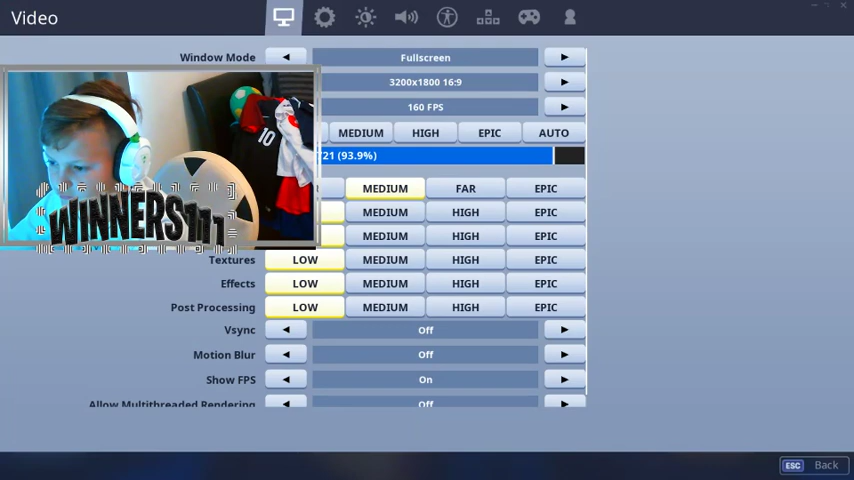 Video
Window Mode Fullscreen
3200x1800 16:9
160 FPS
MEDIUM HIGH EPIC AUTO
21 (93.9%)
MEDIUM FAR EPIC
MEDIUM HIGH EPIC
MEDIUM HIGH EPIC
10
WINNERS111
Textures LOW MEDIUM HIGH EPIC
Effects LOW MEDIUM HIGH EPIC
Post Processing LOW MEDIUM HIGH EPIC
Vsync Off
Motion Blur Off
Show FPS On
Allow Multithreaded Rendering Off
ESC Back